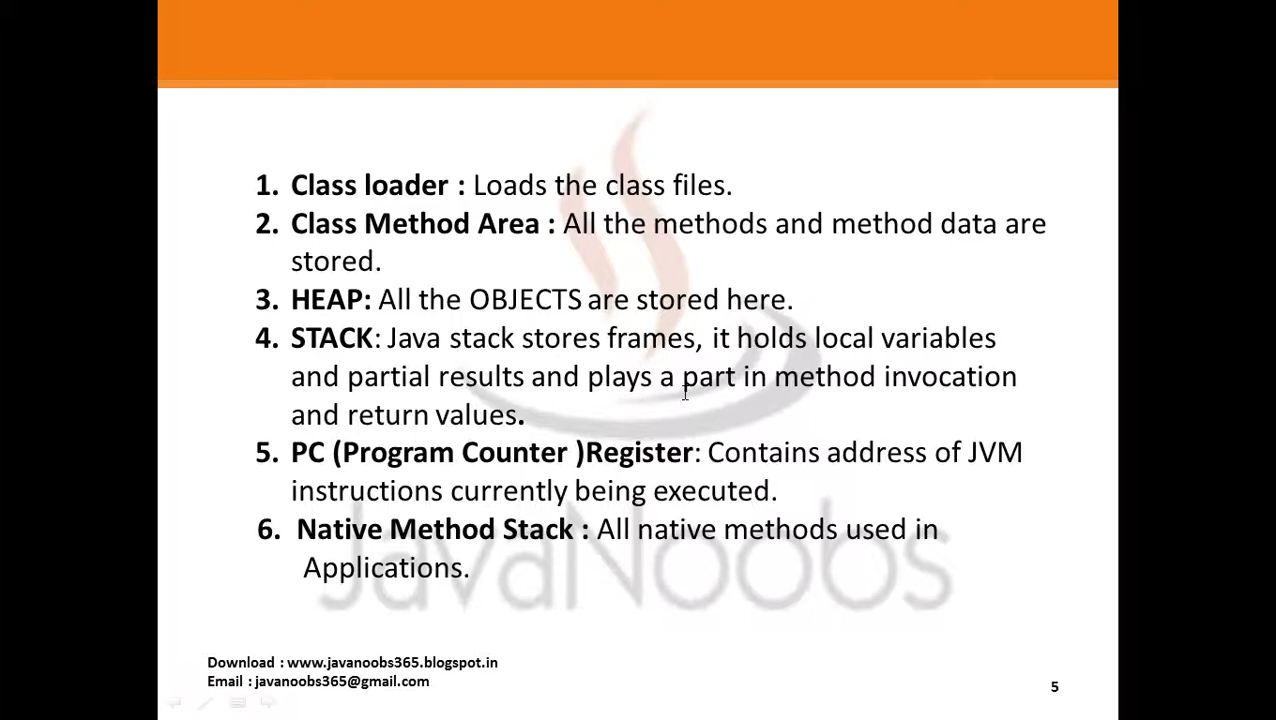 1. Class loader : Loads the class files.
2. Class Method Area : All the methods and method data are
stored.
3. HEAP: All the OBJECTS are stored here.
4. STACK: Java stack stores frames, it holds local variables
and partial results and plays a part in method invocation
and return values.
5. PC (Program Counter )Register: Contains address of JVM
instructions currently being executed.
6. Native Method Stack : All native methods used in
Applications.
JavaNoobs
Download : www.javanoobs365.blogspot.in
Email : javanoobs365@gmail.com
5